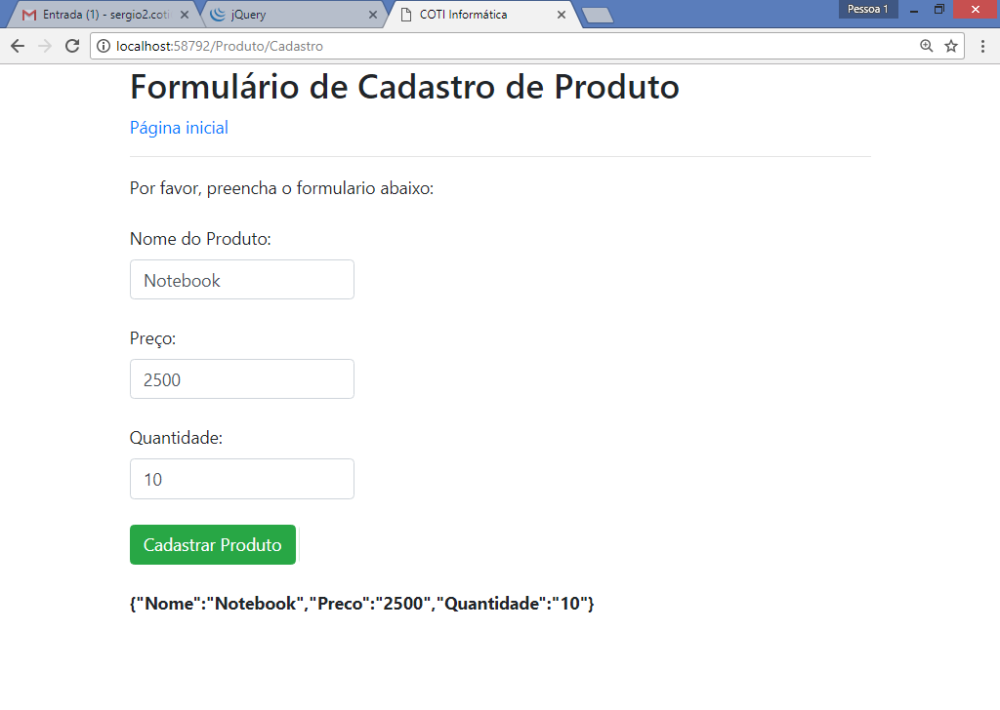 Entrada (1) - sergio2.coti
jQuery
COTI Informática
Pessoa 1
localhost:58792/Produto/Cadastro
Formulário de Cadastro de Produto
Página inicial
Por favor, preencha o formulario abaixo:
Nome do Produto:
Notebook
Preço:
2500
Quantidade:
10
Cadastrar Produto
{"Nome":"Notebook","Preco":"2500","Quantidade":"10"}